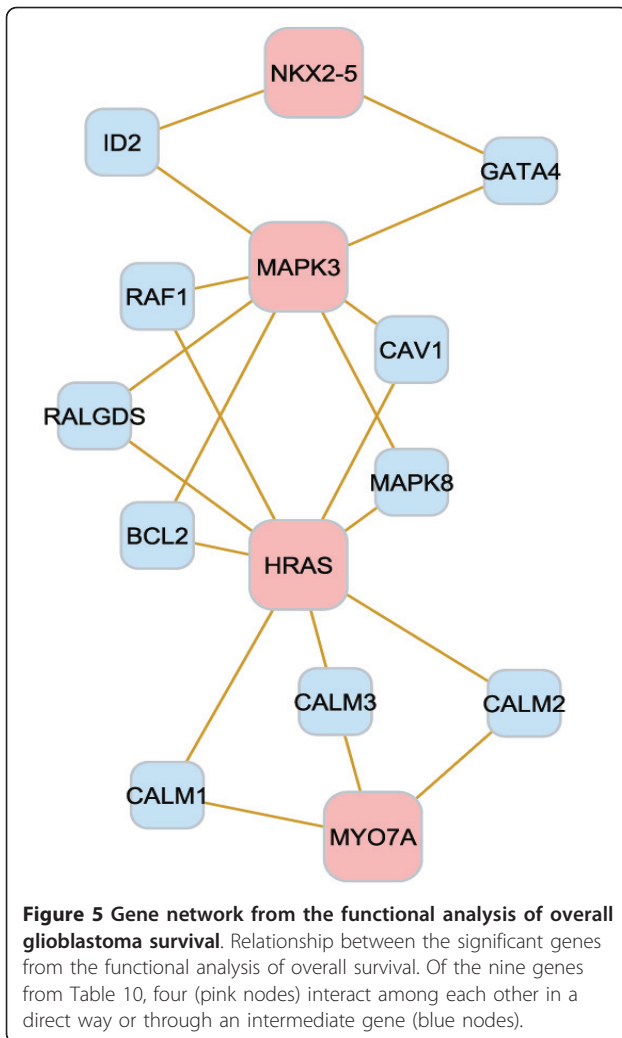 NKX2-5
ID2
GATA4
MAPK3
RAF1
CAV1
RALGDS
MAPK8
BCL2
HRAS
CALM3
CALM2
CALM1
MYO7A
Figure 5 Gene network from the functional analysis of overall
glioblastoma survival. Relationship between the significant genes
from the functional analysis of overall survival. Of the nine genes
from Table 10, four (pink nodes) interact among each other in a
direct way or through an intermediate gene (blue nodes).